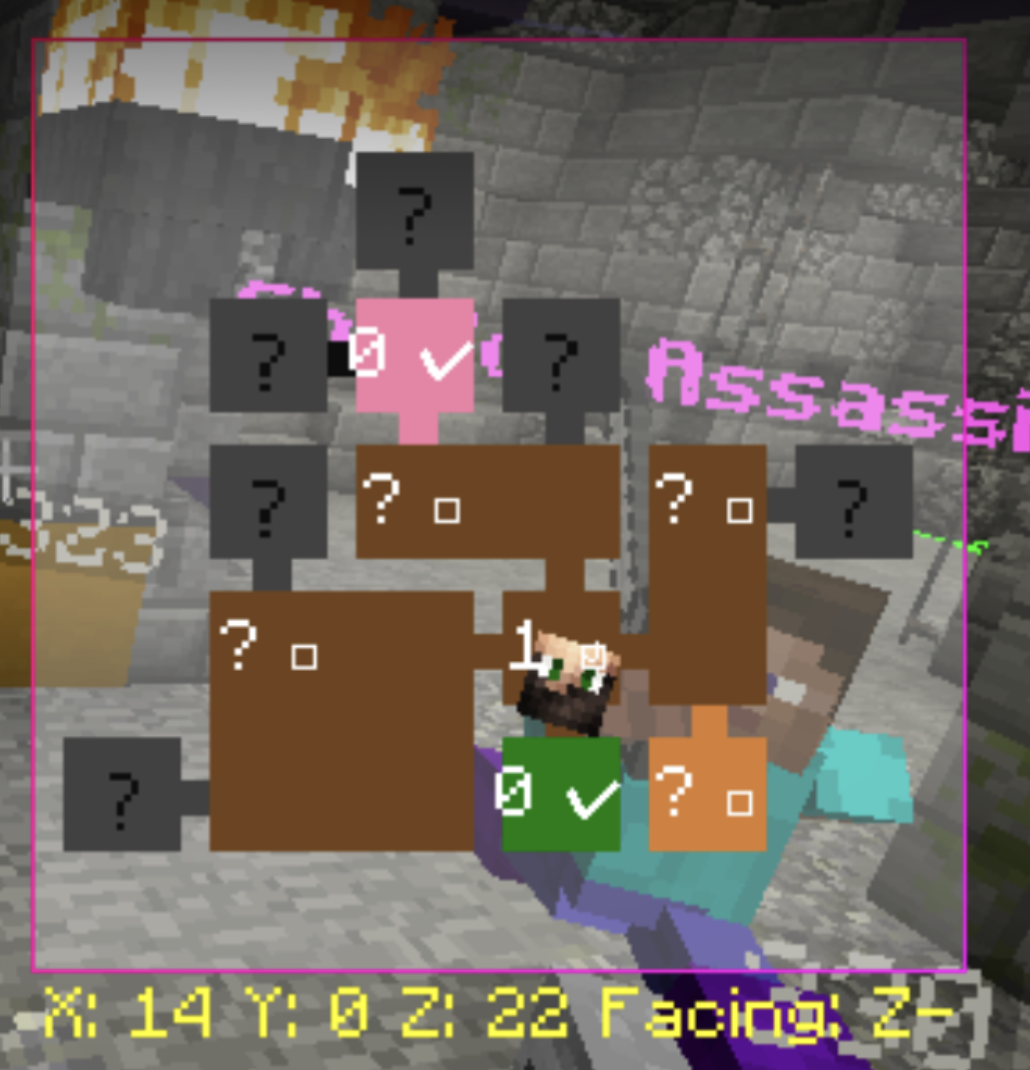 ?
? 0 ✓ ? Assassi
? ? □ ? □ ?
? □ 1 □
? 0 ✓ ? □
X: 14 Y: 0 Z: 22 Facing: Z-